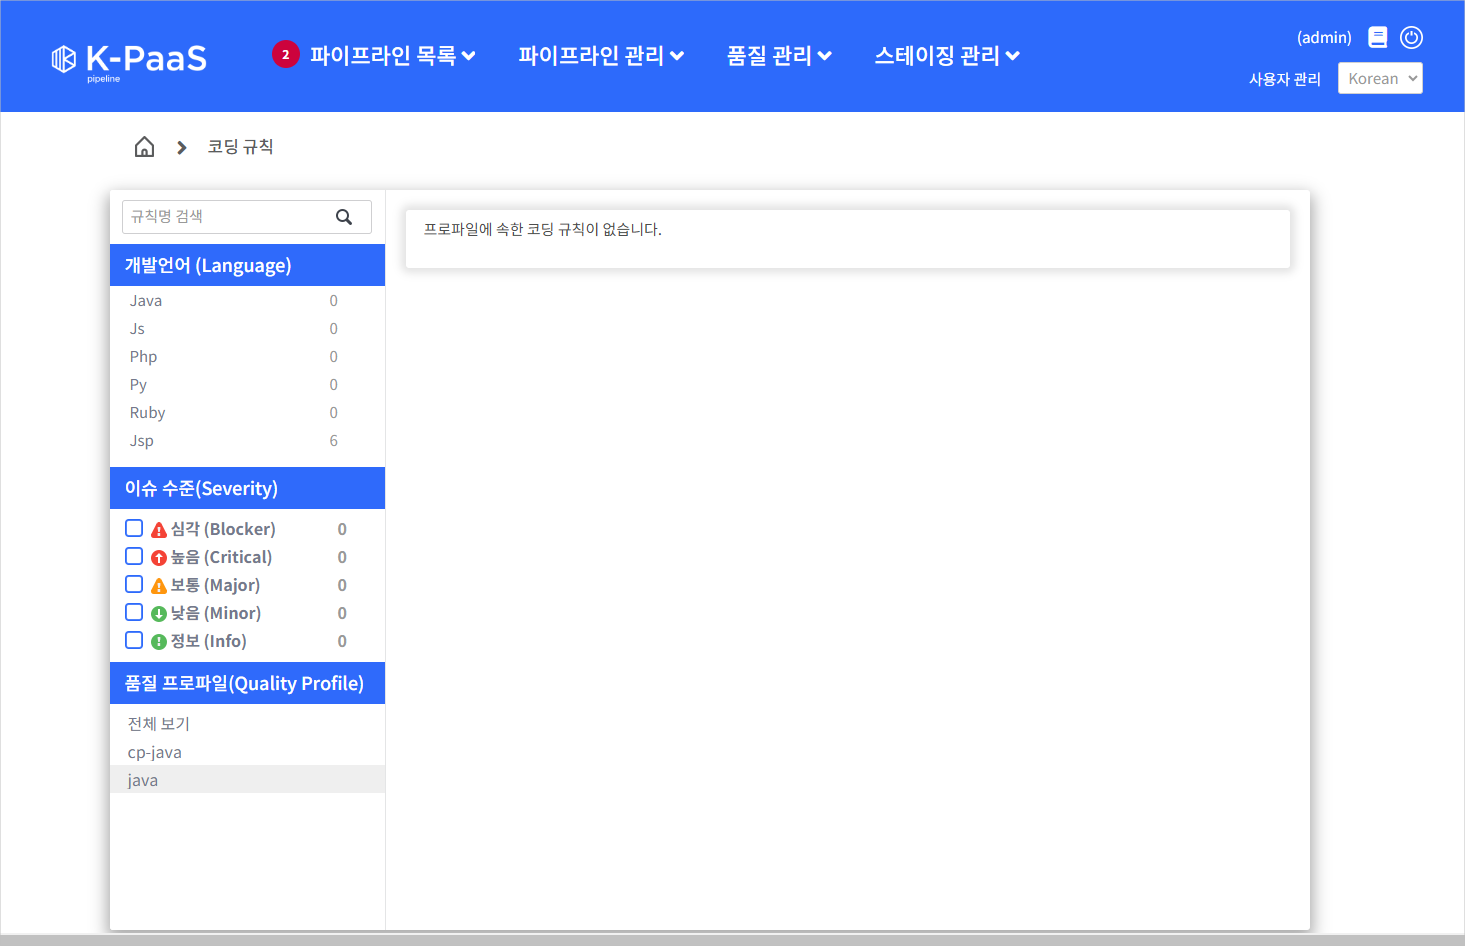 K-PaaS
pipeline
2 파이프라인 목록 파이프라인 관리 품질 관리 스테이징 관리
(admin)
사용자 관리 Korean
코딩 규칙
규칙명 검색
개발언어 (Language)
Java 0
Js 0
Php 0
Py 0
Ruby 0
Jsp 6
이슈 수준(Severity)
심각 (Blocker) 0
높음 (Critical) 0
보통 (Major) 0
낮음 (Minor) 0
정보 (Info) 0
품질 프로파일(Quality Profile)
전체 보기
cp-java
java
프로파일에 속한 코딩 규칙이 없습니다.